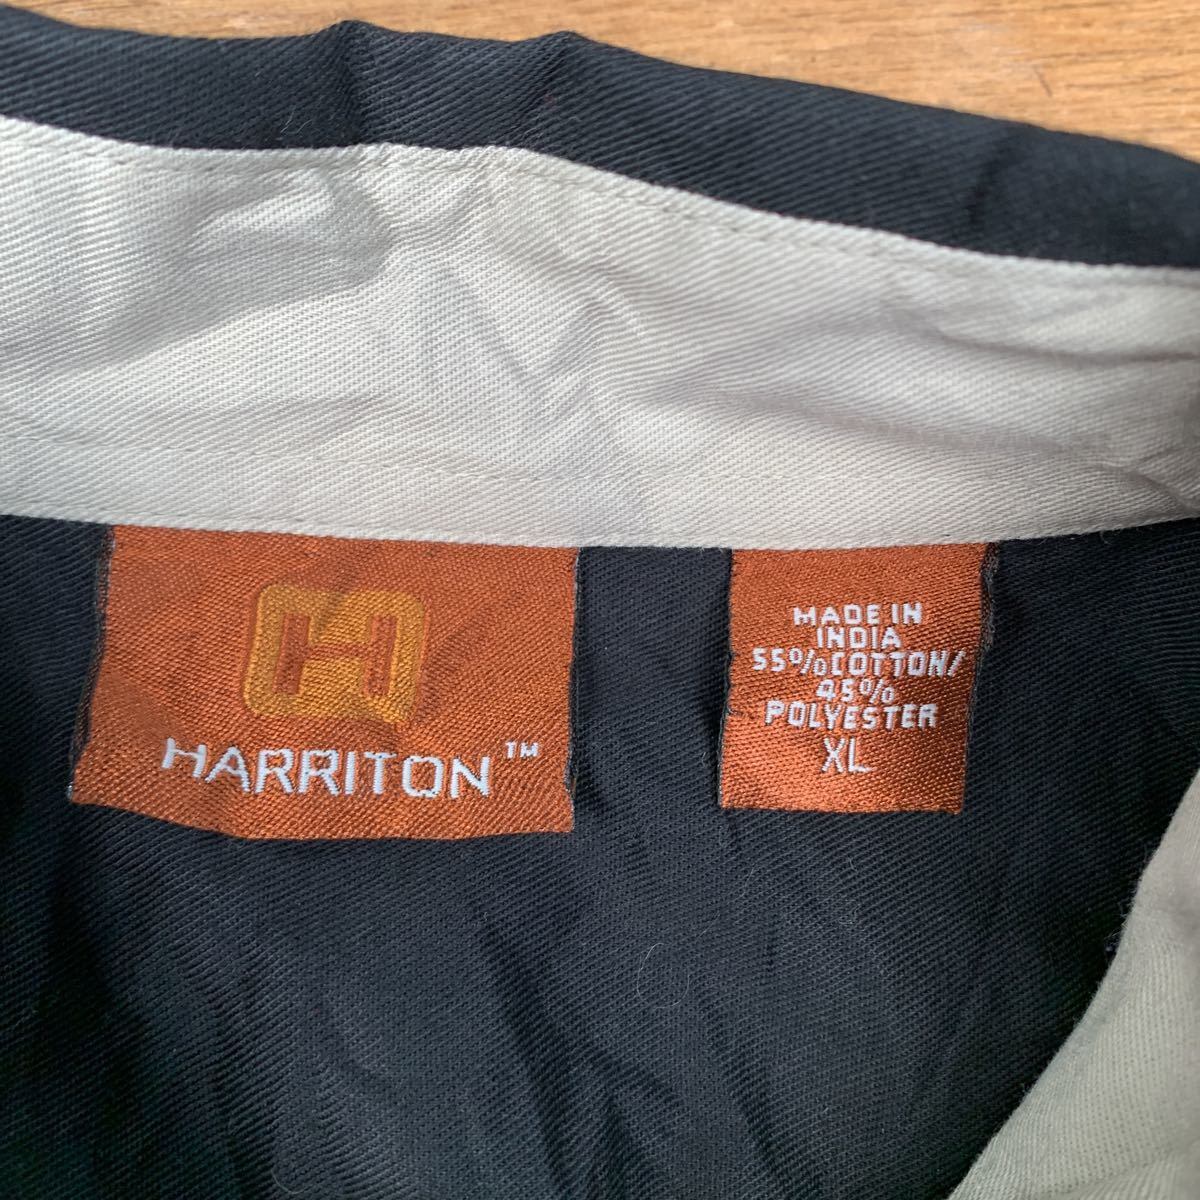 H
HARRITON™
MADE IN
INDIA
55%COTTON/
45%
POLYESTER
XL